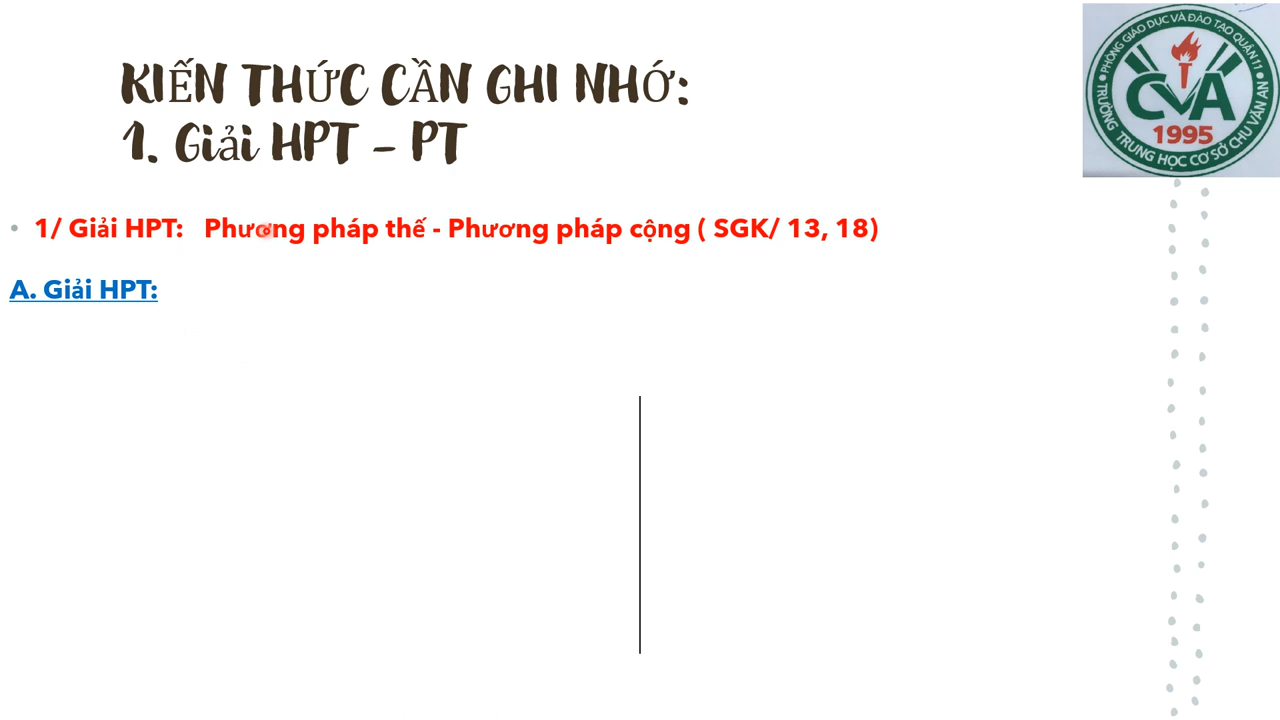 KIẾN THỨC CẦN GHI NHỚ:
1. Giải HPT – PT
• 1/ Giải HPT: Phương pháp thế - Phương pháp cộng ( SGK/ 13, 18)
A. Giải HPT:
PHÒNG GIÁO DỤC VÀ ĐÀO TẠO QUẬN 11
CVA
1995
TRƯỜNG TRUNG HỌC CƠ SỞ CHU VĂN AN